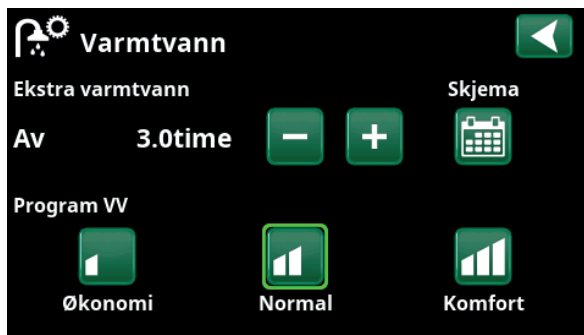 Varmtvann
Ekstra varmtvann Skjema
Av 3.0time
Program VV
Økonomi Normal Komfort